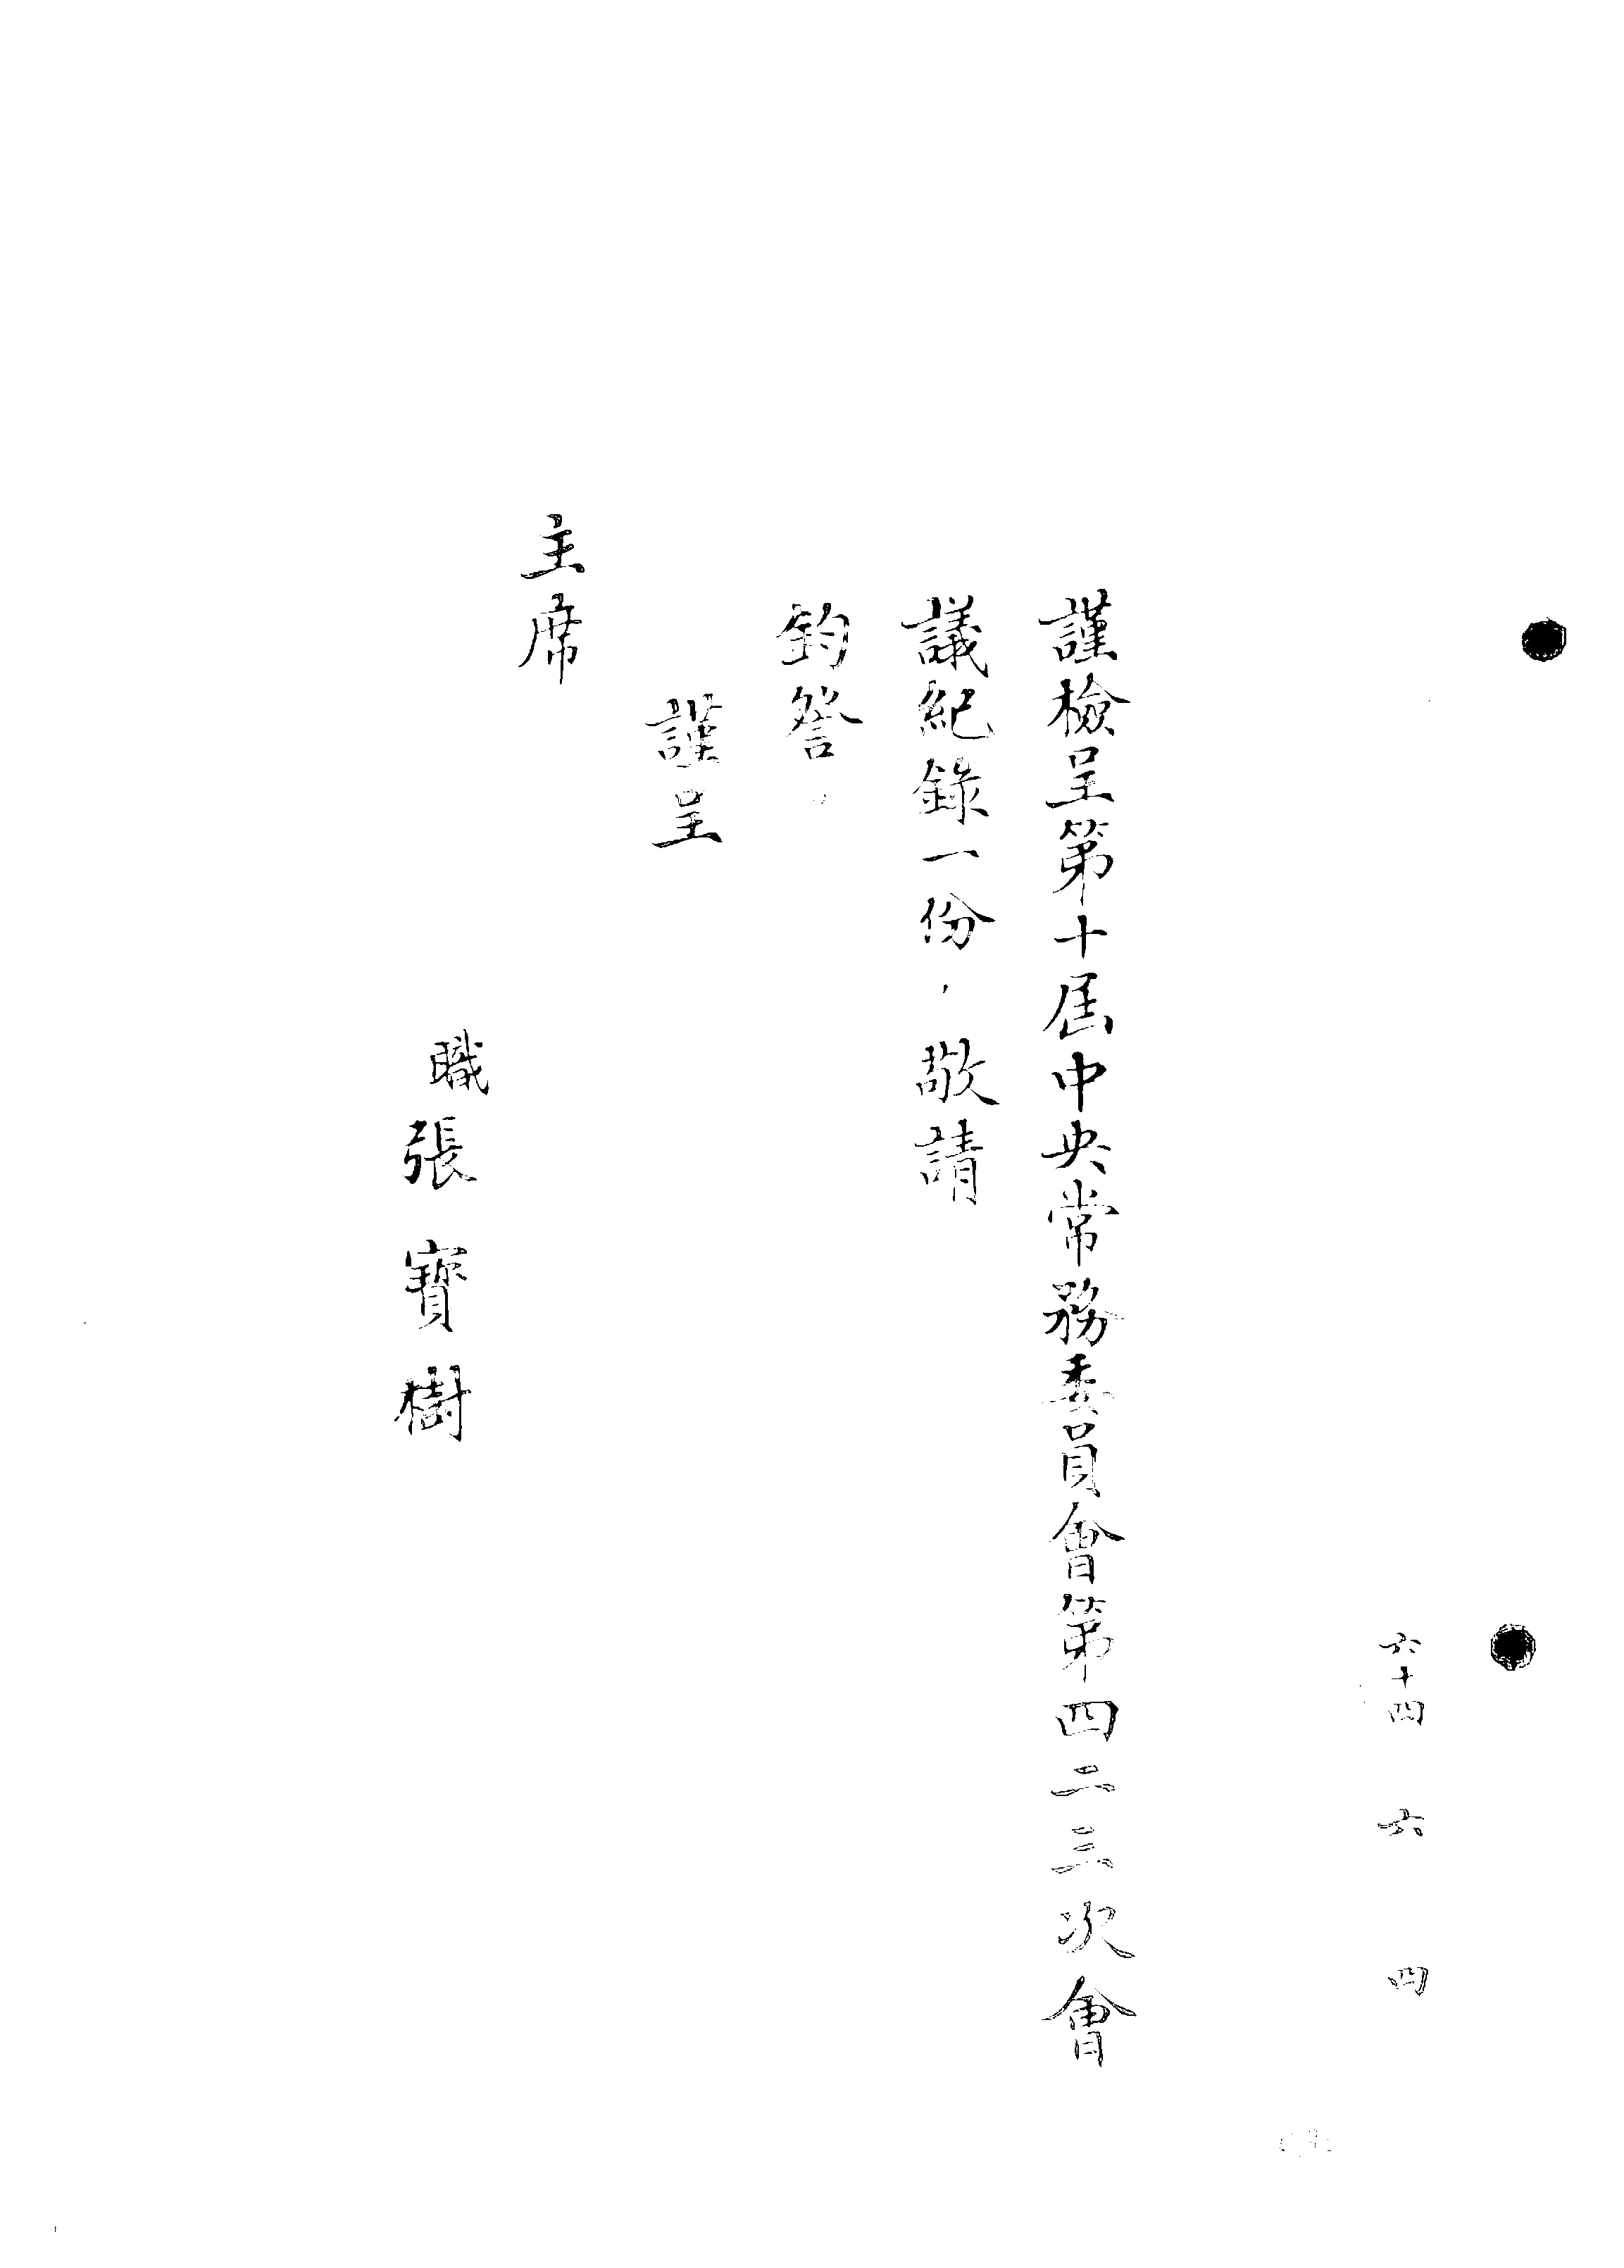 六十四 六 四
謹檢呈第十屆中央常務委員會第四二三次會
議紀錄一份，敬請
鈞詧。
謹呈
主席
職張寶樹